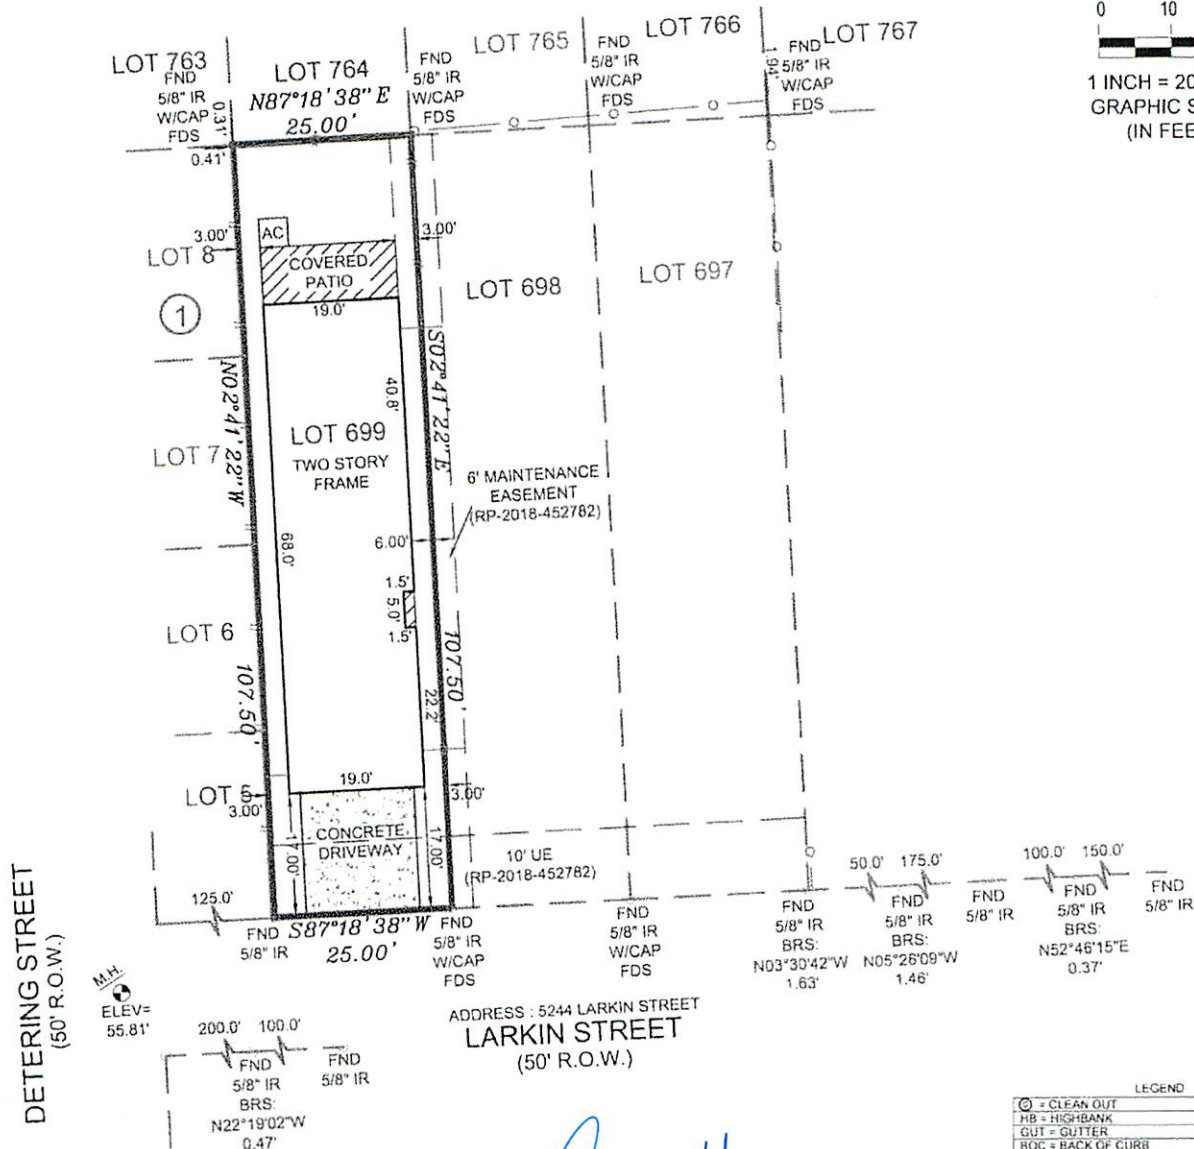 0 10
1 INCH = 20
GRAPHIC S
(IN FEE
LOT 763
LOT 764
LOT 765
LOT 766
LOT 767
FND
5/8" IR
W/CAP
FDS
0.31'
0.41'
N87°18'38"E
25.00'
FND
5/8" IR
W/CAP
FDS
FND
5/8" IR
W/CAP
FDS
1.94'
FND
5/8" IR
W/CAP
FDS
LOT 8
3.00'
AC
COVERED
PATIO
19.0'
3.00'
LOT 698
LOT 697
1
N02°41'22"W
107.50'
S02°41'22"E
107.50'
40.8'
LOT 699
TWO STORY
FRAME
LOT 7
68.0'
6' MAINTENANCE
EASEMENT
(RP-2018-452782)
6.00'
1.5'
5.0'
1.5'
LOT 6
22.2'
19.0'
LOT
3.00'
3.00'
17.00'
CONCRETE
DRIVEWAY
17.00'
10' UE
(RP-2018-452782)
125.0'
FND
5/8" IR
S87°18'38"W
25.00'
FND
5/8" IR
W/CAP
FDS
FND
5/8" IR
W/CAP
FDS
FND
5/8" IR
BRS:
N03°30'42"W
1.63'
50.0' 175.0'
FND
5/8" IR
BRS:
N05°26'09"W
1.46'
FND
5/8" IR
100.0' 150.0'
FND
5/8" IR
BRS:
N52°46'15"E
0.37'
FND
5/8" IR
DETERING STREET
(50' R.O.W.)
M.H.
ELEV=
55.81'
200.0' 100.0'
FND
5/8" IR
BRS:
N22°19'02"W
0.47'
FND
5/8" IR
ADDRESS : 5244 LARKIN STREET
LARKIN STREET
(50' R.O.W.)
LEGEND
= CLEAN OUT
HB = HIGHBANK
GUT = GUTTER
BOC = BACK OF CURB